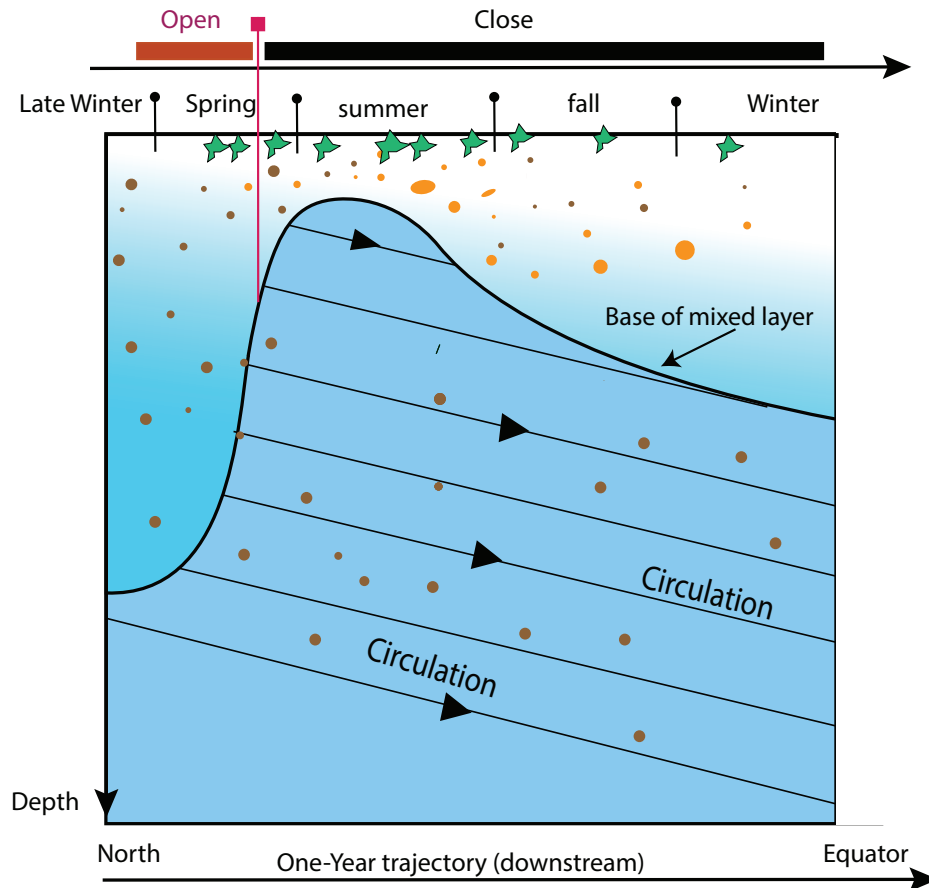 Open
Close
Late Winter
Spring
summer
fall
Winter
Base of mixed layer
Circulation
Circulation
Depth
North
One-Year trajectory (downstream)
Equator